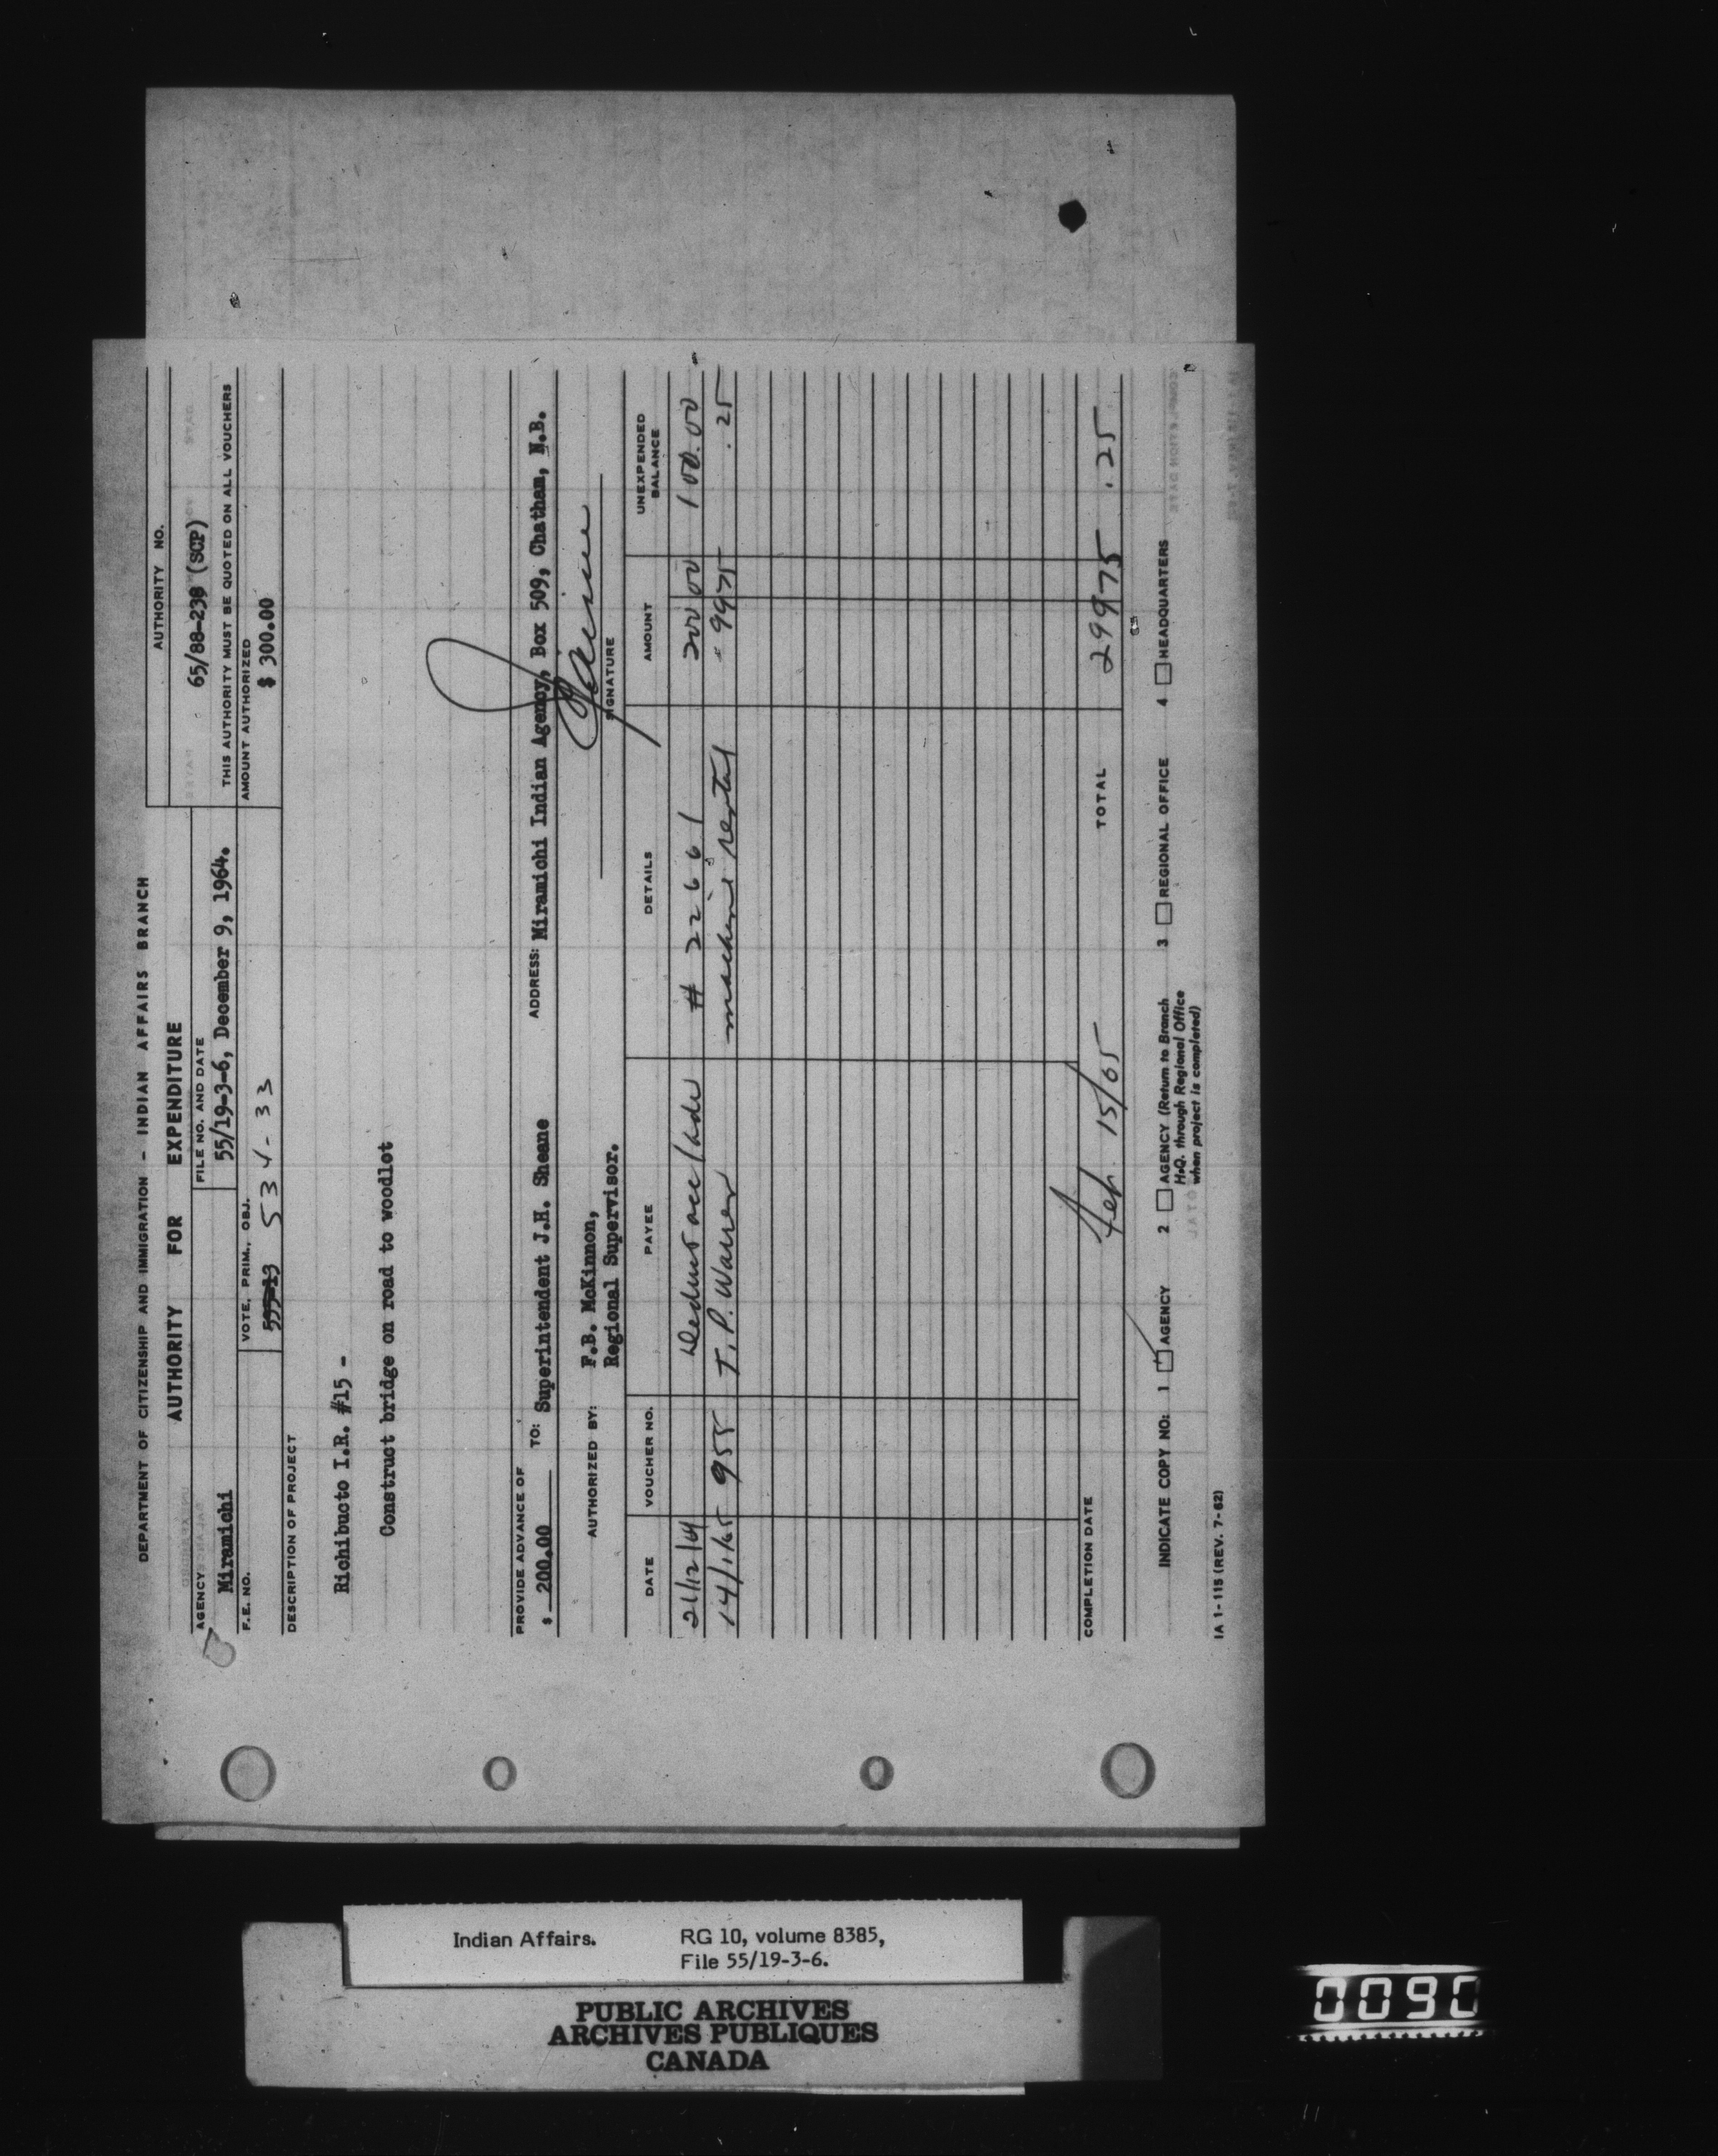 DEPARTMENT OF CITIZENSHIP AND IMMIGRATION - INDIAN AFFAIRS BRANCH
AUTHORITY FOR EXPENDITURE
AUTHORITY NO.
65/88-238 (SCP)
THIS AUTHORITY MUST BE QUOTED ON ALL VOUCHERS
AGENCY
Miramichi
FILE NO. AND DATE
55/19-3-6, December 9, 1964.
F.E. NO.
VOTE, PRIM., OBJ.
534-33
AMOUNT AUTHORIZED
$ 300.00
DESCRIPTION OF PROJECT
Richibucto I.R. #15 -
Construct bridge on road to woodlot
PROVIDE ADVANCE OF
$ 200.00
TO: Superintendent J.H. Sheane
ADDRESS: Miramichi Indian Agency, Box 509, Chatham, N.B.
AUTHORIZED BY: F.B. McKinnon,
Regional Supervisor.
SIGNATURE
DATE VOUCHER NO. PAYEE DETAILS AMOUNT UNEXPENDED BALANCE
21/12/64 # 22661 200 00 100.00
14/1/65 955 T.P. Warren machine rental 99 75 .25
COMPLETION DATE Feb. 15/65 TOTAL 299 75 .25
INDICATE COPY NO: 1 AGENCY 2 AGENCY (Return to Branch H.Q. through Regional Office when project is completed) 3 REGIONAL OFFICE 4 HEADQUARTERS
IA 1-115 (REV. 7-62)
Indian Affairs. RG 10, volume 8385,
File 55/19-3-6.
PUBLIC ARCHIVES
ARCHIVES PUBLIQUES
CANADA
0090